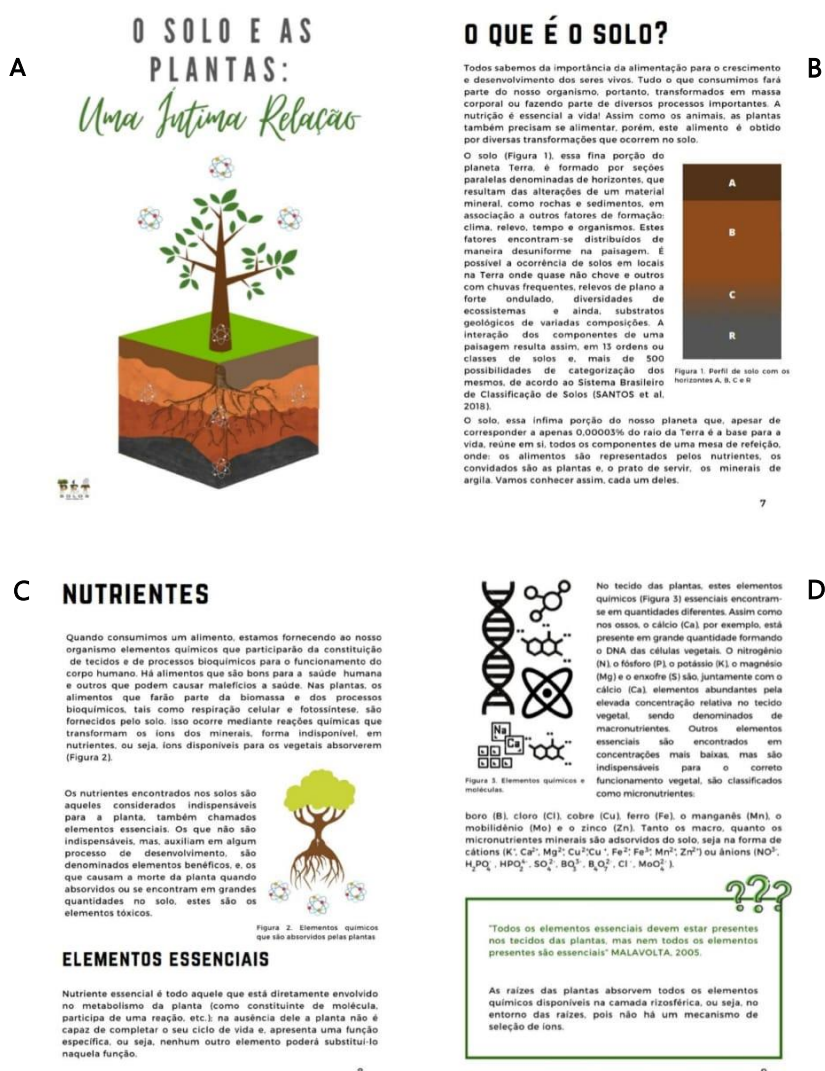 A
O SOLO E AS
PLANTAS:
Uma Íntima Relação
B
O QUE É O SOLO?
Todos sabemos da importância da alimentação para o crescimento
e desenvolvimento dos seres vivos. Tudo o que consumimos fará
parte do nosso organismo, portanto, transformados em massa
corporal ou fazendo parte de diversos processos importantes. A
nutrição é essencial a vida! Assim como os animais, as plantas
também precisam se alimentar, porém, este alimento é obtido
por diversas transformações que ocorrem no solo.
O solo (Figura 1), essa fina porção do
planeta Terra, é formado por seções
paralelas denominadas de horizontes, que
resultam das alterações de um material
mineral, como rochas e sedimentos, em
associação a outros fatores de formação:
clima, relevo, tempo e organismos. Estes
fatores encontram-se distribuídos de
maneira desuniforme na paisagem. É
possível a ocorrência de solos em locais
na Terra onde quase não chove e outros
com chuvas frequentes, relevos de plano a
forte ondulado, diversidades de
ecossistemas e ainda, substratos
geológicos de variadas composições. A
interação dos componentes de uma
paisagem resulta assim, em 13 ordens ou
classes de solos e, mais de 500
possibilidades de categorização dos
mesmos, de acordo ao Sistema Brasileiro
de Classificação de Solos (SANTOS et al,
2018).
A
B
C
R
Figura 1. Perfil de solo com os
horizontes A, B, C e R
O solo, essa ínfima porção do nosso planeta que, apesar de
corresponder a apenas 0,00003% do raio da Terra é a base para a
vida, reúne em si, todos os componentes de uma mesa de refeição,
onde: os alimentos são representados pelos nutrientes, os
convidados são as plantas e, o prato de servir, os minerais de
argila. Vamos conhecer assim, cada um deles.
7
C
NUTRIENTES
Quando consumimos um alimento, estamos fornecendo ao nosso
organismo elementos químicos que participarão da constituição
de tecidos e de processos bioquímicos para o funcionamento do
corpo humano. Há alimentos que são bons para a saúde humana
e outros que podem causar malefícios a saúde. Nas plantas, os
alimentos que farão parte da biomassa e dos processos
bioquímicos, tais como respiração celular e fotossíntese, são
fornecidos pelo solo. Isso ocorre mediante reações químicas que
transformam os íons dos minerais, forma indisponível, em
nutrientes, ou seja, íons disponíveis para os vegetais absorverem
(Figura 2).
Os nutrientes encontrados nos solos são
aqueles considerados indispensáveis
para a planta, também chamados
elementos essenciais. Os que não são
indispensáveis, mas, auxiliam em algum
processo de desenvolvimento, são
denominados elementos benéficos, e, os
que causam a morte da planta quando
absorvidos ou se encontram em grandes
quantidades no solo, estes são os
elementos tóxicos.
Figura 2. Elementos químicos
que são absorvidos pelas plantas
ELEMENTOS ESSENCIAIS
Nutriente essencial é todo aquele que está diretamente envolvido
no metabolismo da planta (como constituinte de molécula,
participa de uma reação, etc.); na ausência dele a planta não é
capaz de completar o seu ciclo de vida e, apresenta uma função
específica, ou seja, nenhum outro elemento poderá substituí-lo
naquela função.
D
Na
Ca
Figura 3. Elementos químicos e
moléculas.
No tecido das plantas, estes elementos
químicos (Figura 3) essenciais encontram-
se em quantidades diferentes. Assim como
nos ossos, o cálcio (Ca), por exemplo, está
presente em grande quantidade formando
o DNA das células vegetais. O nitrogênio
(N), o fósforo (P), o potássio (K), o magnésio
(Mg) e o enxofre (S) são, juntamente com o
cálcio (Ca), elementos abundantes pela
elevada concentração relativa no tecido
vegetal, sendo denominados de
macronutrientes. Outros elementos
essenciais são encontrados em
concentrações mais baixas, mas são
indispensáveis para o correto
funcionamento vegetal, são classificados
como micronutrientes:
boro (B), cloro (Cl), cobre (Cu), ferro (Fe), o manganês (Mn), o
mobilidênio (Mo) e o zinco (Zn). Tanto os macro, quanto os
micronutrientes minerais são adsorvidos do solo, seja na forma de
cátions (K⁺, Ca²⁺, Mg²⁺, Cu²⁺, Cu⁺, Fe²⁺, Fe³⁺, Mn²⁺, Zn²⁺) ou ânions (NO³⁻,
Cl⁻, MoO₄²⁻).
???
"Todos os elementos essenciais devem estar presentes
nos tecidos das plantas, mas nem todos os elementos
presentes são essenciais" MALAVOLTA, 2005.
As raízes das plantas absorvem todos os elementos
químicos disponíveis na camada rizosférica, ou seja, no
entorno das raízes, pois não há um mecanismo de
seleção de íons.